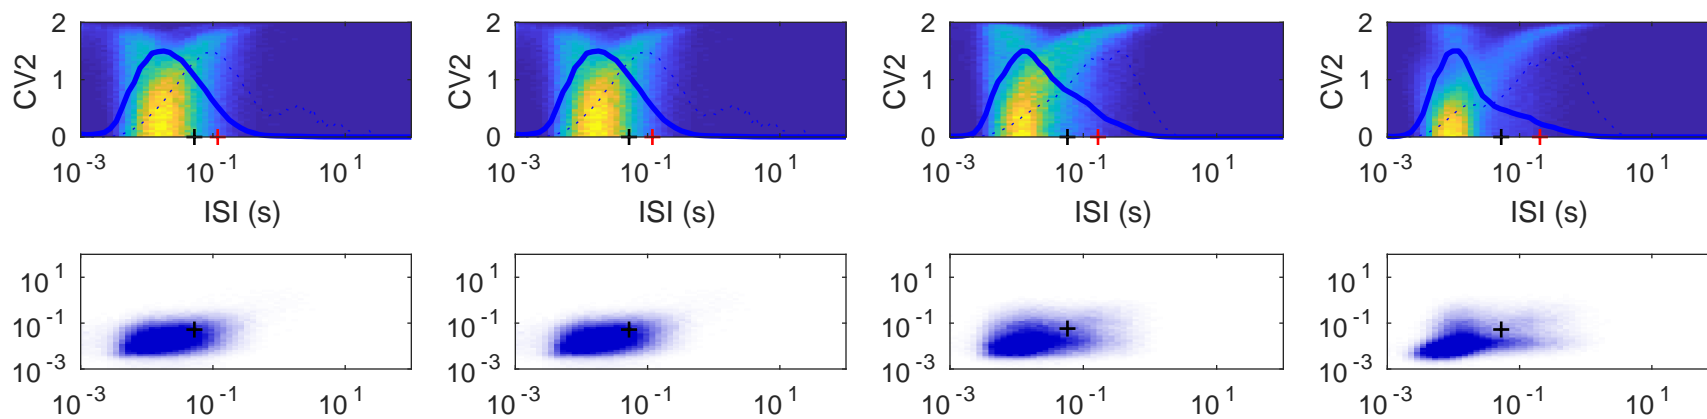 2 2 2 2
CV2 CV2 CV2 CV2
1 1 1 1
0 0 0 0
10^-3 10^-1 10^1 10^-3 10^-1 10^1 10^-3 10^-1 10^1 10^-3 10^-1 10^1
ISI (s) ISI (s) ISI (s) ISI (s)
10^1 10^1 10^1 10^1
10^-1 10^-1 10^-1 10^-1
10^-3 10^-3 10^-3 10^-3
10^-3 10^-1 10^1 10^-3 10^-1 10^1 10^-3 10^-1 10^1 10^-3 10^-1 10^1